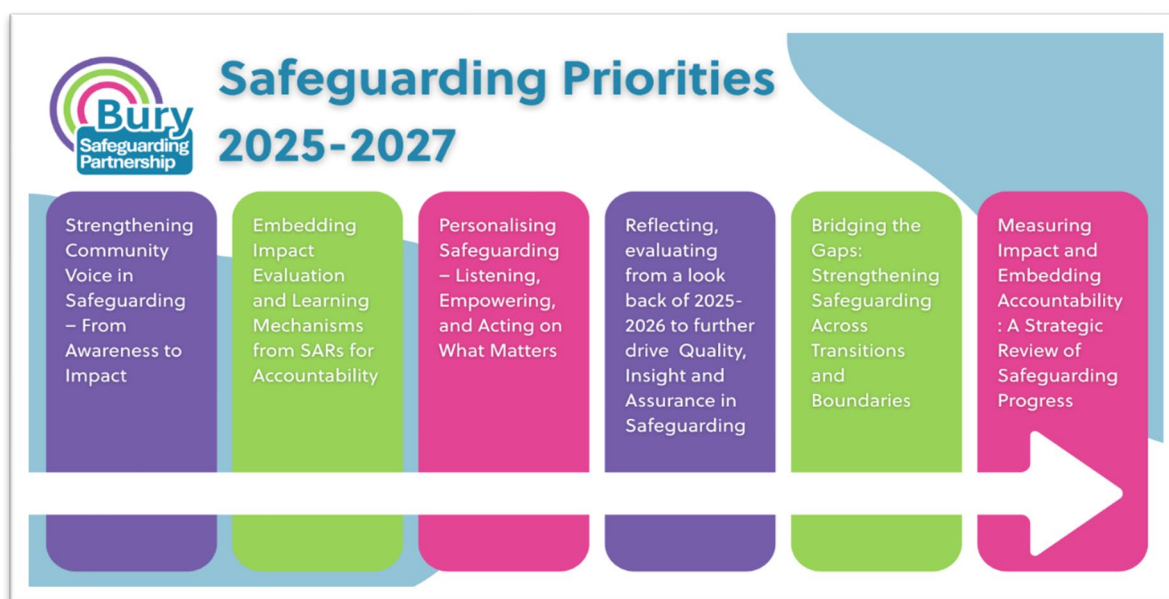 Bury
Safeguarding
Partnership
Safeguarding Priorities
2025-2027
Strengthening
Community
Voice in
Safeguarding
– From
Awareness to
Impact
Embedding
Impact
Evaluation
and Learning
Mechanisms
from SARs for
Accountability
Personalising
Safeguarding
– Listening,
Empowering,
and Acting on
What Matters
Reflecting,
evaluating
from a look
back of 2025-
2026 to further
drive Quality,
Insight and
Assurance in
Safeguarding
Bridging the
Gaps:
Strengthening
Safeguarding
Across
Transitions
and
Boundaries
Measuring
Impact and
Embedding
Accountability
: A Strategic
Review of
Safeguarding
Progress